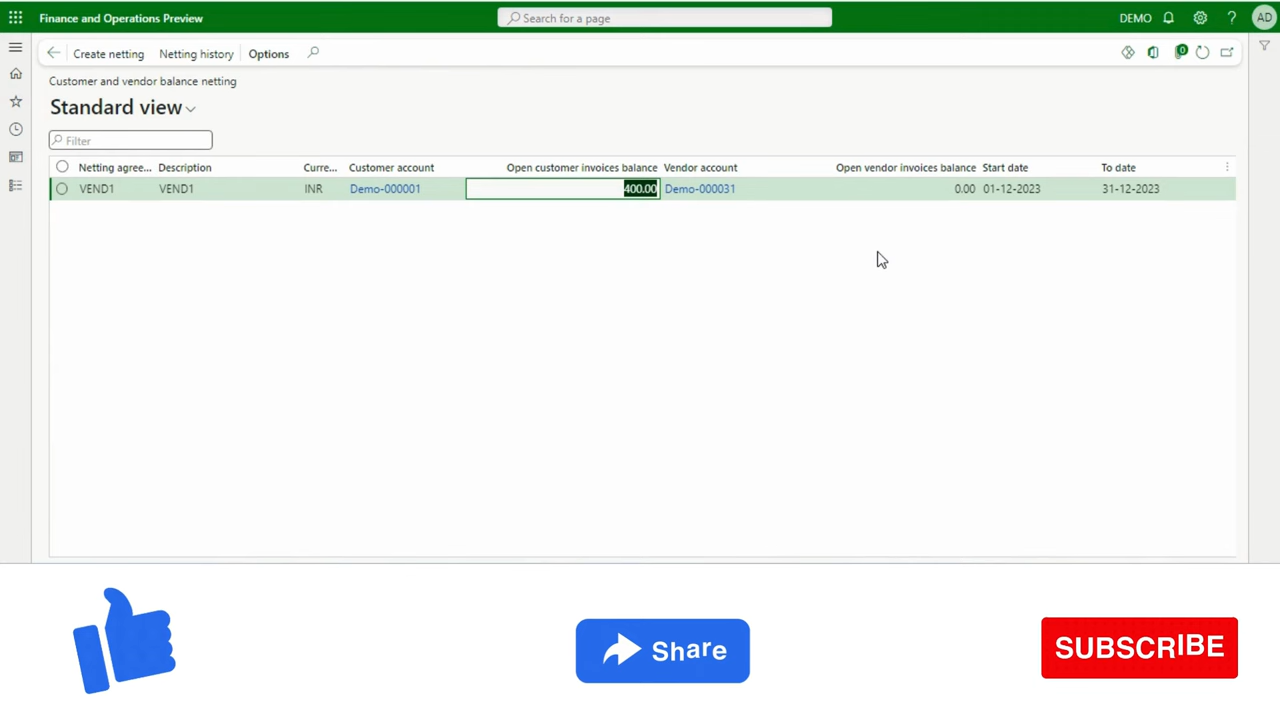 Finance and Operations Preview Search for a page DEMO ? AD
Create netting Netting history Options 0
Customer and vendor balance netting
Standard view
Filter
Netting agree... Description Curre... Customer account Open customer invoices balance Vendor account Open vendor invoices balance Start date To date
VEND1 VEND1 INR Demo-000001 400.00 Demo-000031 0.00 01-12-2023 31-12-2023
Share
SUBSCRIBE